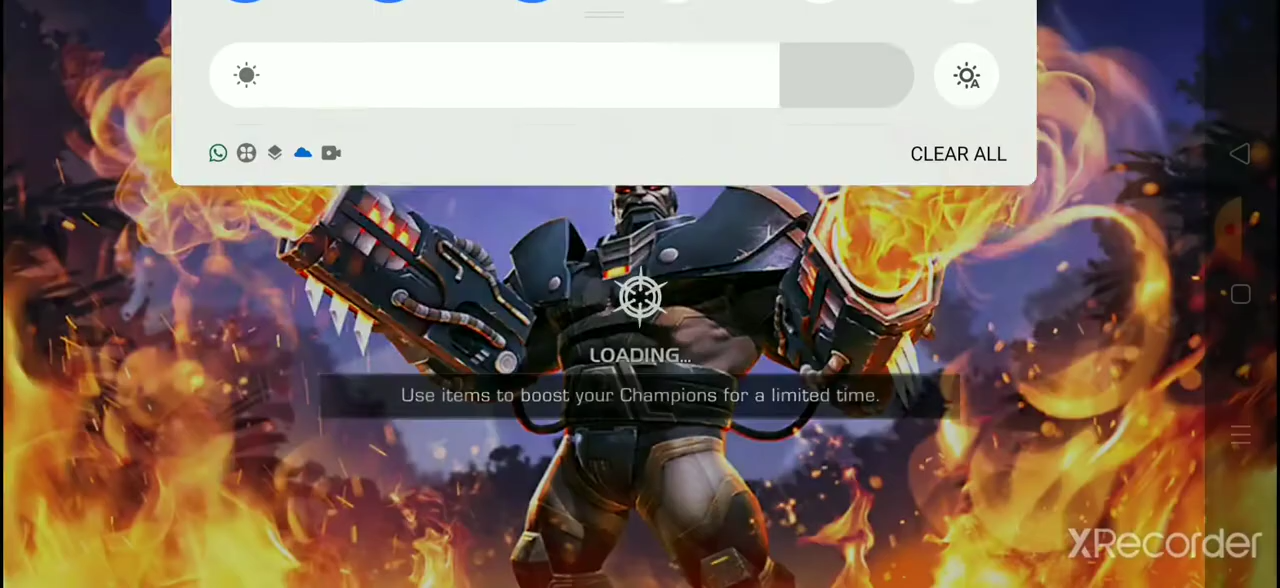 CLEAR ALL
LOADING...
Use items to boost your Champions for a limited time.
XRecorder